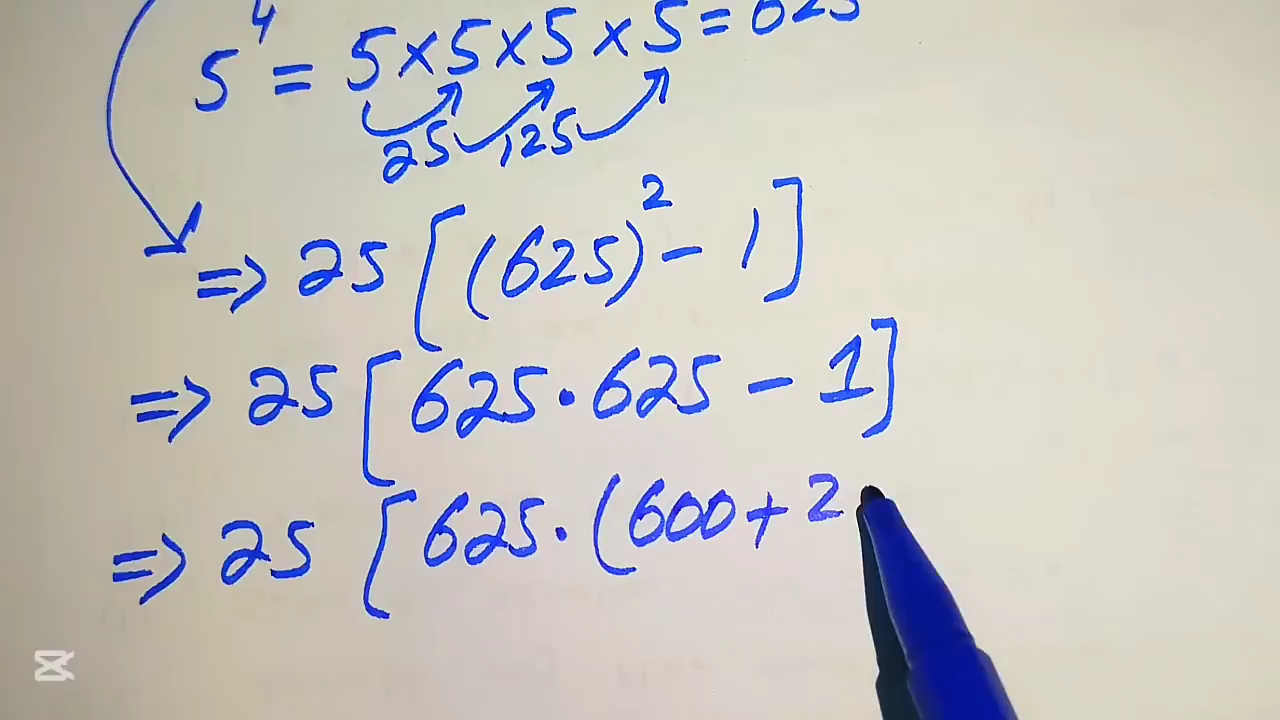 5⁴ = 5×5×5×5 = 625
25 125
⇒ 25 [(625)² - 1]
⇒ 25 [625·625 - 1]
⇒ 25 [625·(600+2